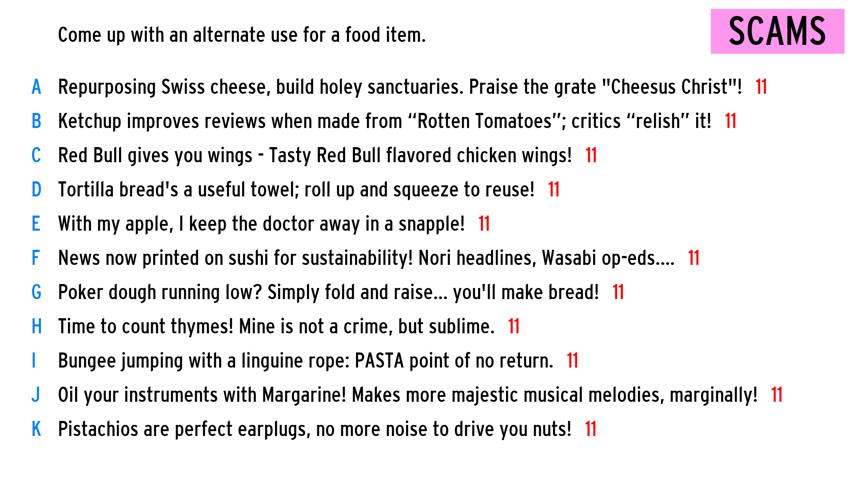 Come up with an alternate use for a food item.
SCAMS
A Repurposing Swiss cheese, build holey sanctuaries. Praise the grate "Cheesus Christ"! 11
B Ketchup improves reviews when made from “Rotten Tomatoes”; critics “relish” it! 11
C Red Bull gives you wings - Tasty Red Bull flavored chicken wings! 11
D Tortilla bread's a useful towel; roll up and squeeze to reuse! 11
E With my apple, I keep the doctor away in a snapple! 11
F News now printed on sushi for sustainability! Nori headlines, Wasabi op-eds.... 11
G Poker dough running low? Simply fold and raise... you'll make bread! 11
H Time to count thymes! Mine is not a crime, but sublime. 11
I Bungee jumping with a linguine rope: PASTA point of no return. 11
J Oil your instruments with Margarine! Makes more majestic musical melodies, marginally! 11
K Pistachios are perfect earplugs, no more noise to drive you nuts! 11